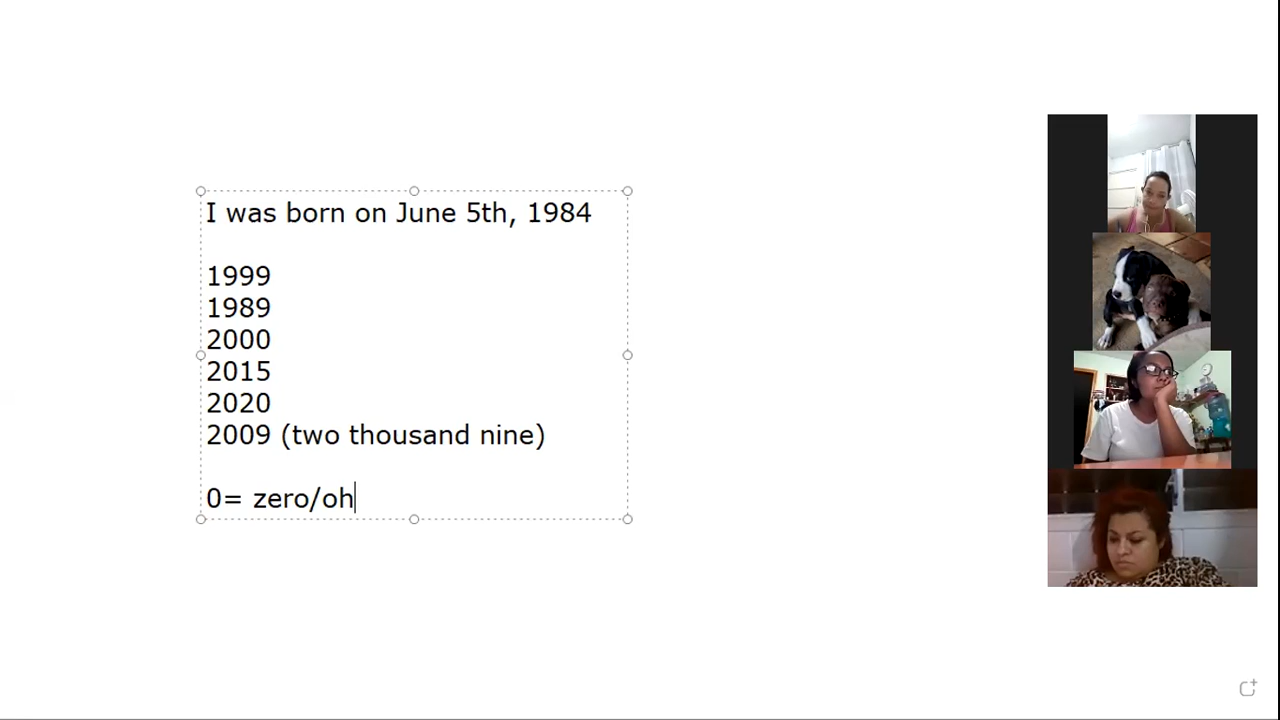 I was born on June 5th, 1984
1999
1989
2000
2015
2020
2009 (two thousand nine)
0= zero/oh